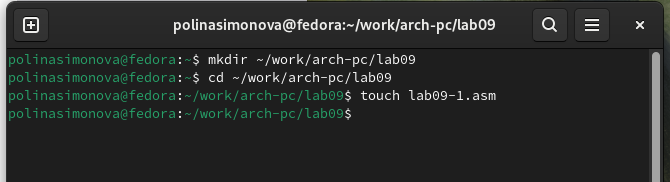 polinasimonova@fedora:~/work/arch-pc/lab09
polinasimonova@fedora:~$ mkdir ~/work/arch-pc/lab09
polinasimonova@fedora:~$ cd ~/work/arch-pc/lab09
polinasimonova@fedora:~/work/arch-pc/lab09$ touch lab09-1.asm
polinasimonova@fedora:~/work/arch-pc/lab09$